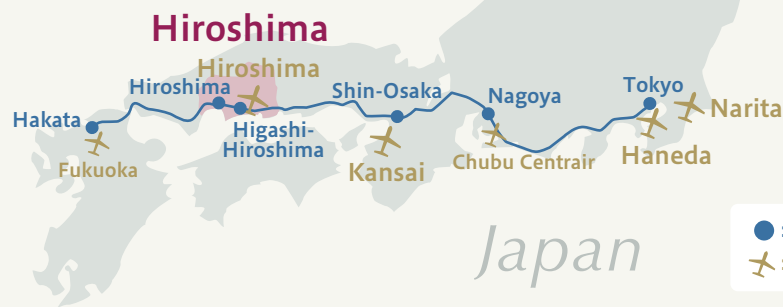 Hiroshima
Hiroshima
Hiroshima
Shin-Osaka
Tokyo
Hakata
Nagoya
Narita
Higashi-
Hiroshima
Fukuoka
Kansai
Chubu Centrair
Haneda
Japan